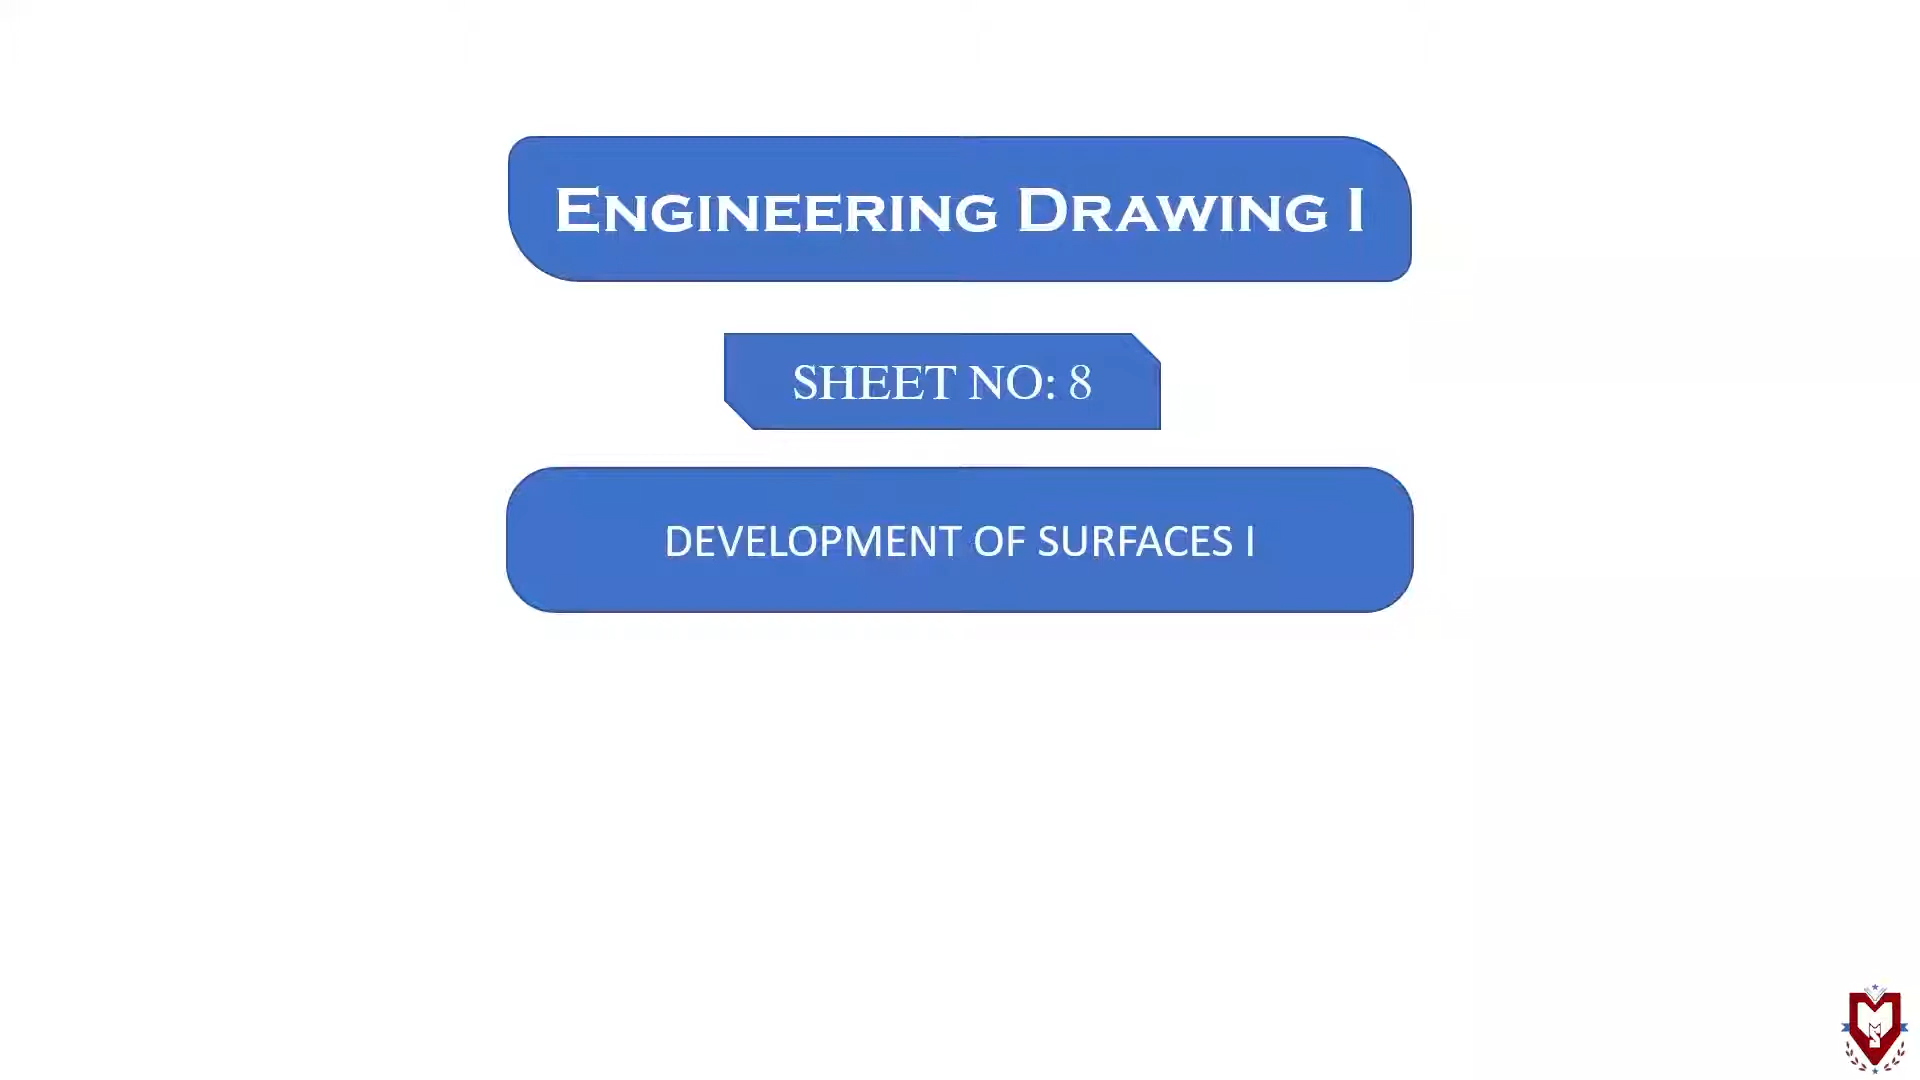 ENGINEERING DRAWING I
SHEET NO: 8
DEVELOPMENT OF SURFACES I